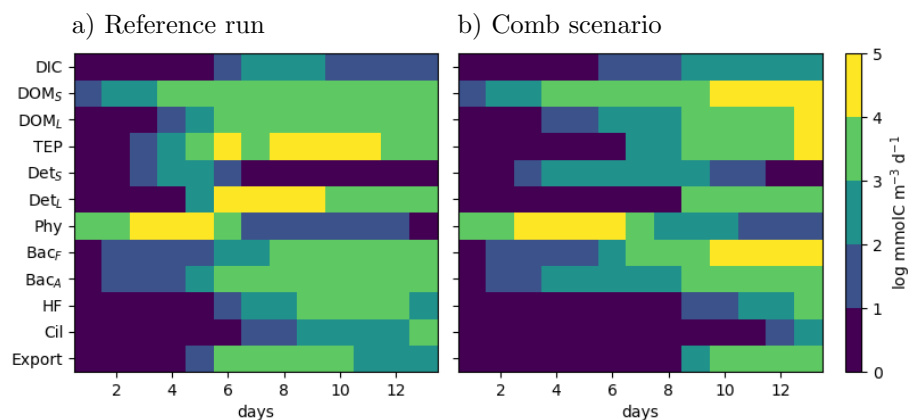 a) Reference run
b) Comb scenario
DIC
DOM_S
DOM_L
TEP
Det_S
Det_L
Phy
Bac_F
Bac_A
HF
Cil
Export
2 4 6 8 10 12
days
2 4 6 8 10 12
days
5
4
3
2
1
0
log mmolC m⁻³ d⁻¹